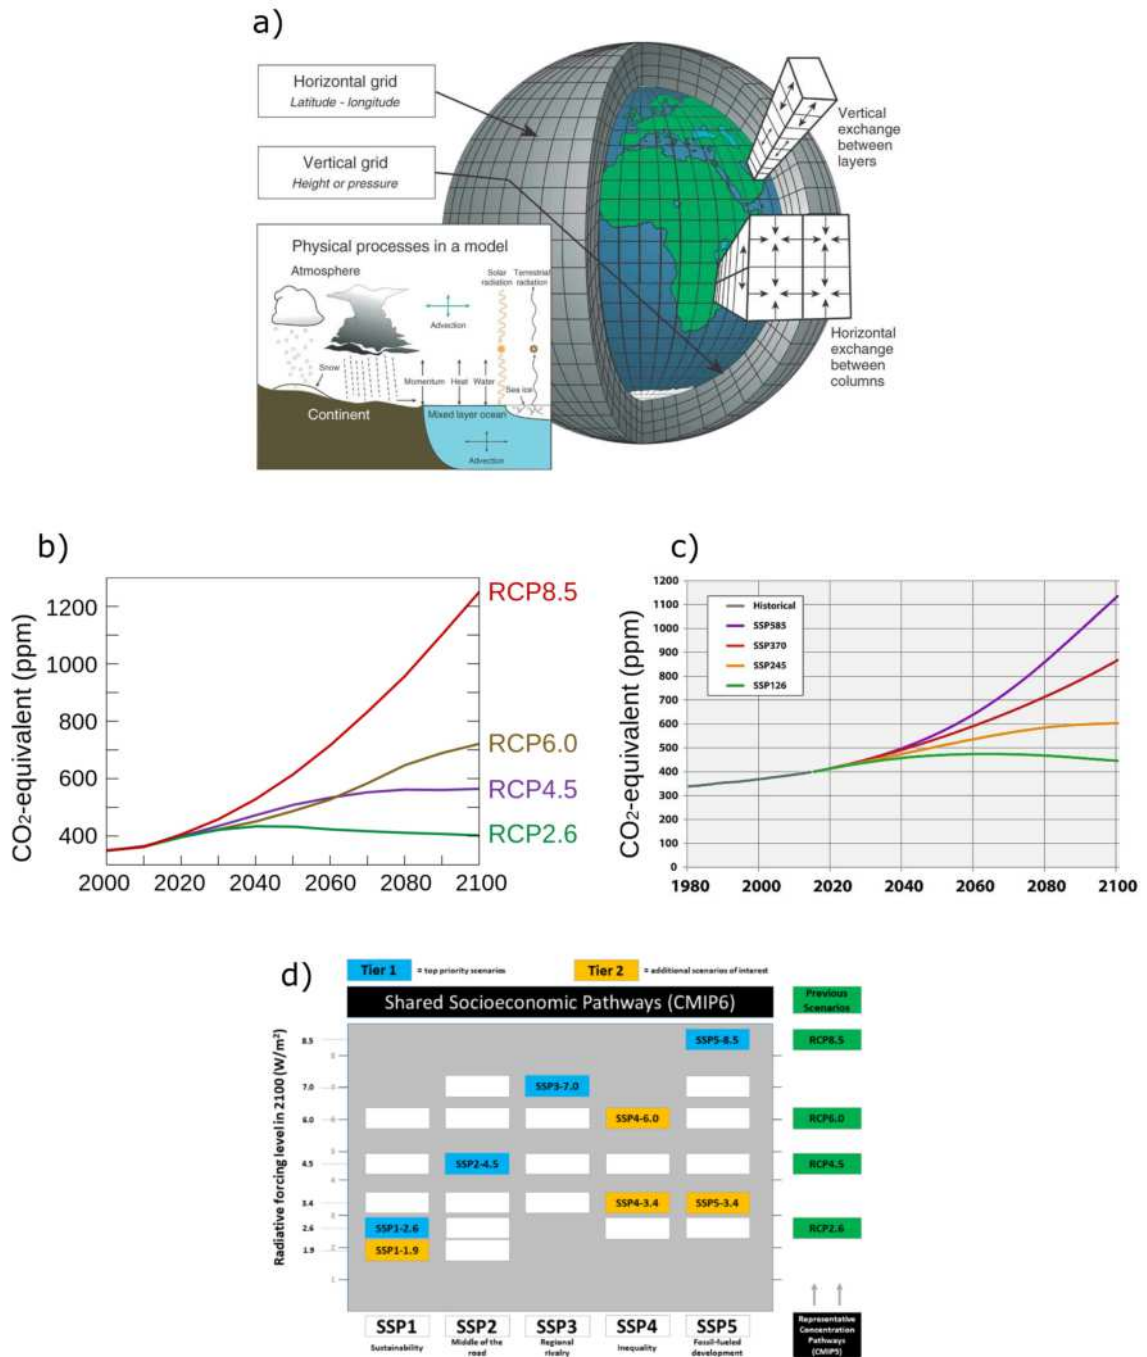 a)
Horizontal grid
Latitude - longitude
Vertical grid
Height or pressure
Vertical
exchange
between
layers
Horizontal
exchange
between
columns
Physical processes in a model
Atmosphere
Solar
radiation
Terrestrial
radiation
Advection
Snow
Momentum
Heat
Water
Sea ice
Continent
Mixed layer ocean
Advection
b)
CO2-equivalent (ppm)
1200
1000
800
600
400
2000
2020
2040
2060
2080
2100
RCP8.5
RCP6.0
RCP4.5
RCP2.6
c)
CO2-equivalent (ppm)
1200
1100
1000
900
800
700
600
500
400
300
200
100
0
1980
2000
2020
2040
2060
2080
2100
Historical
SSP585
SSP370
SSP245
SSP126
d)
Tier 1
= top priority scenarios
Tier 2
= additional scenarios of interest
Shared Socioeconomic Pathways (CMIP6)
Previous
Scenarios
Radiative forcing level in 2100 (W/m²)
8.5
7.0
6.0
4.5
3.4
2.6
1.9
SSP5-8.5
RCP8.5
SSP3-7.0
SSP4-6.0
RCP6.0
SSP2-4.5
RCP4.5
SSP4-3.4
SSP5-3.4
SSP1-2.6
RCP2.6
SSP1-1.9
SSP1
Sustainability
SSP2
Middle of the
road
SSP3
Regional
rivalry
SSP4
Inequality
SSP5
Fossil-fueled
development
Representative
Concentration
Pathways
(CMIP5)